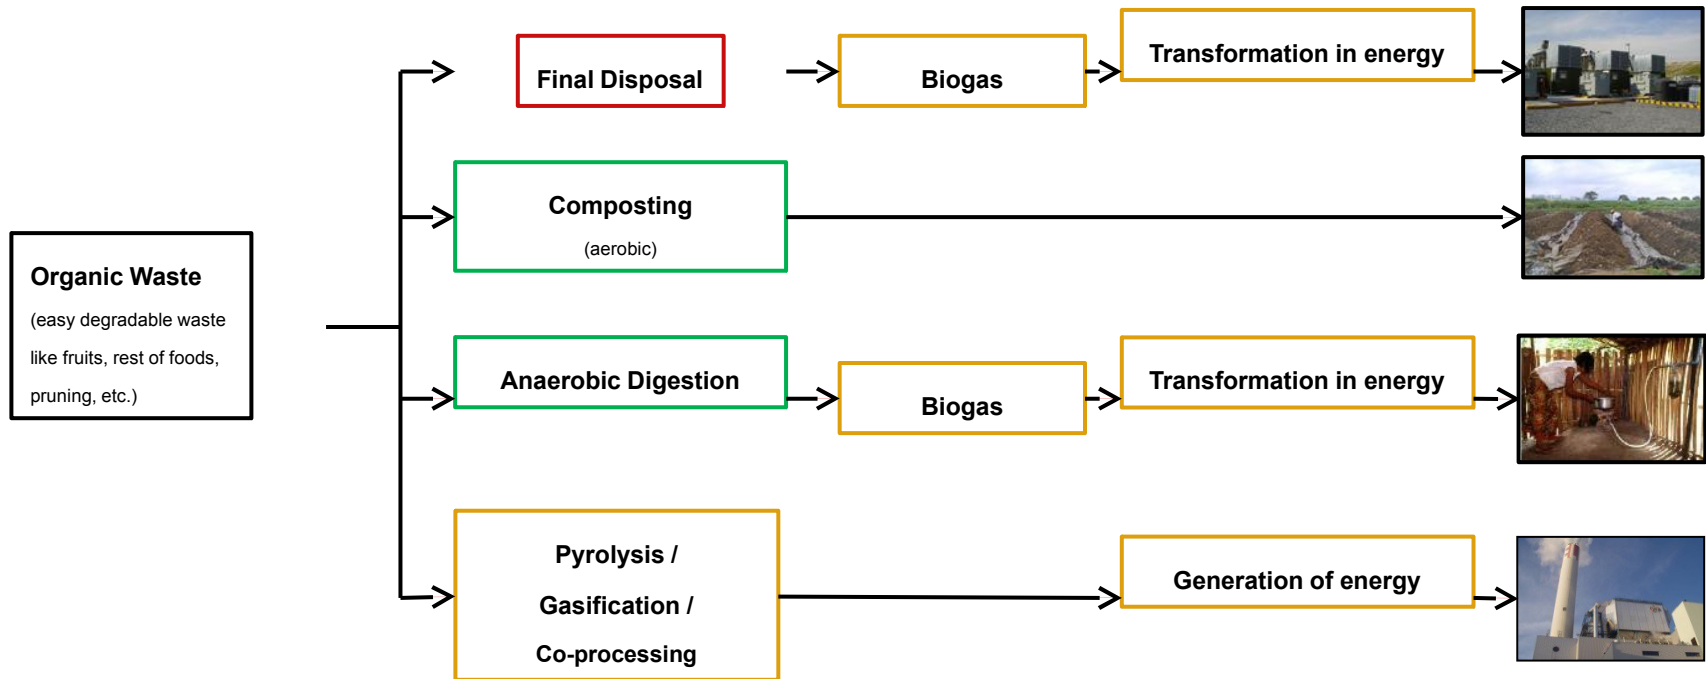 Organic Waste
(easy degradable waste
like fruits, rest of foods,
pruning, etc.)
Final Disposal
Biogas
Transformation in energy
Composting
(aerobic)
Anaerobic Digestion
Biogas
Transformation in energy
Pyrolysis /
Gasification /
Co-processing
Generation of energy